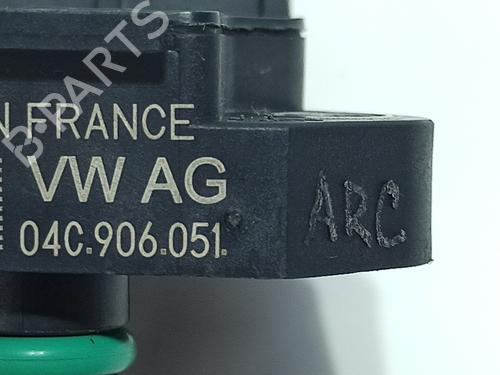 N FRANCE
VW AG
04C.906.051.
ARC
B-PARTS